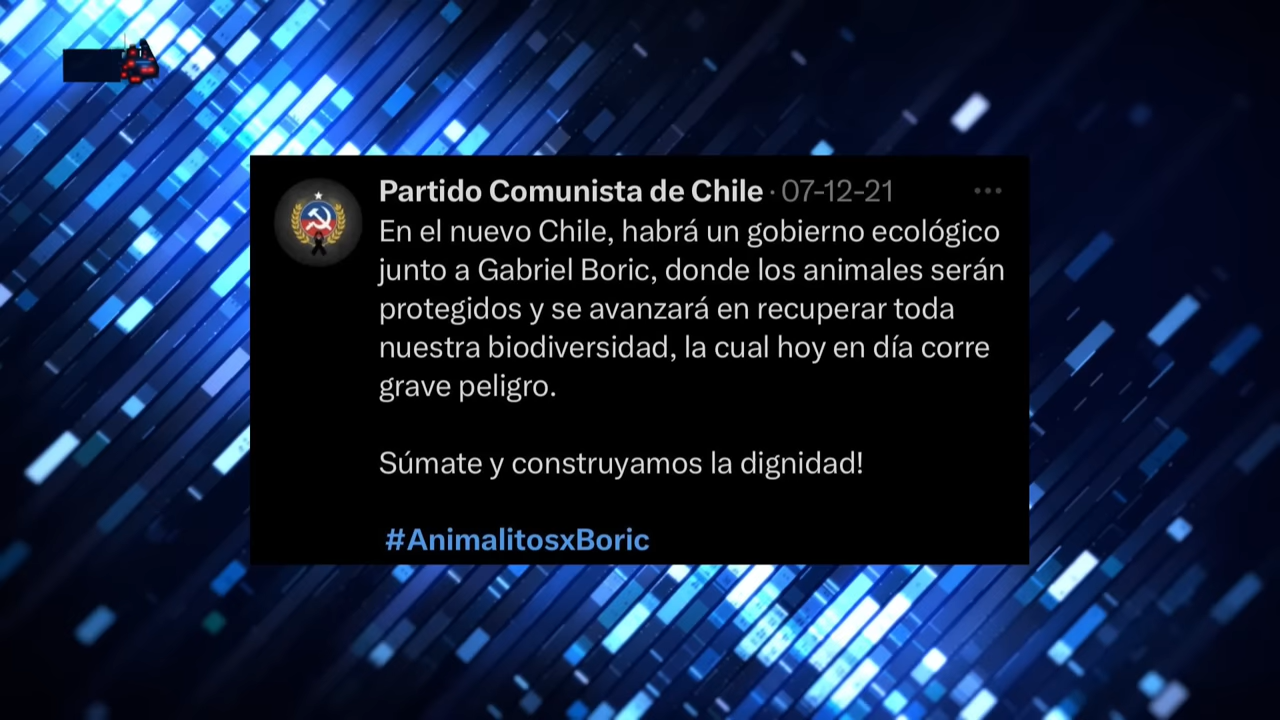 Partido Comunista de Chile · 07-12-21
En el nuevo Chile, habrá un gobierno ecológico
junto a Gabriel Boric, donde los animales serán
protegidos y se avanzará en recuperar toda
nuestra biodiversidad, la cual hoy en día corre
grave peligro.
Súmate y construyamos la dignidad!
#AnimalitosxBoric